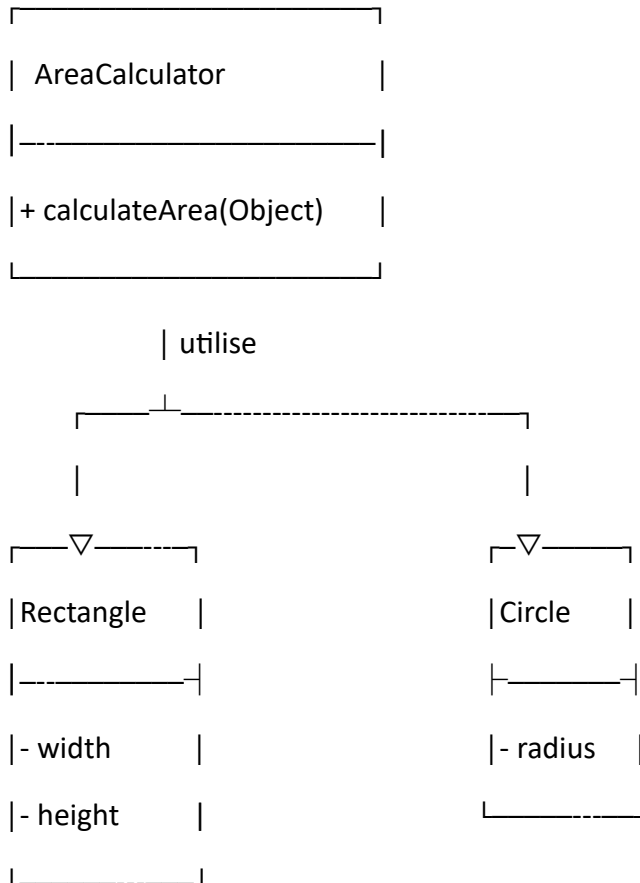 AreaCalculator
+ calculateArea(Object)
utilise
Rectangle
Circle
- width
- radius
- height